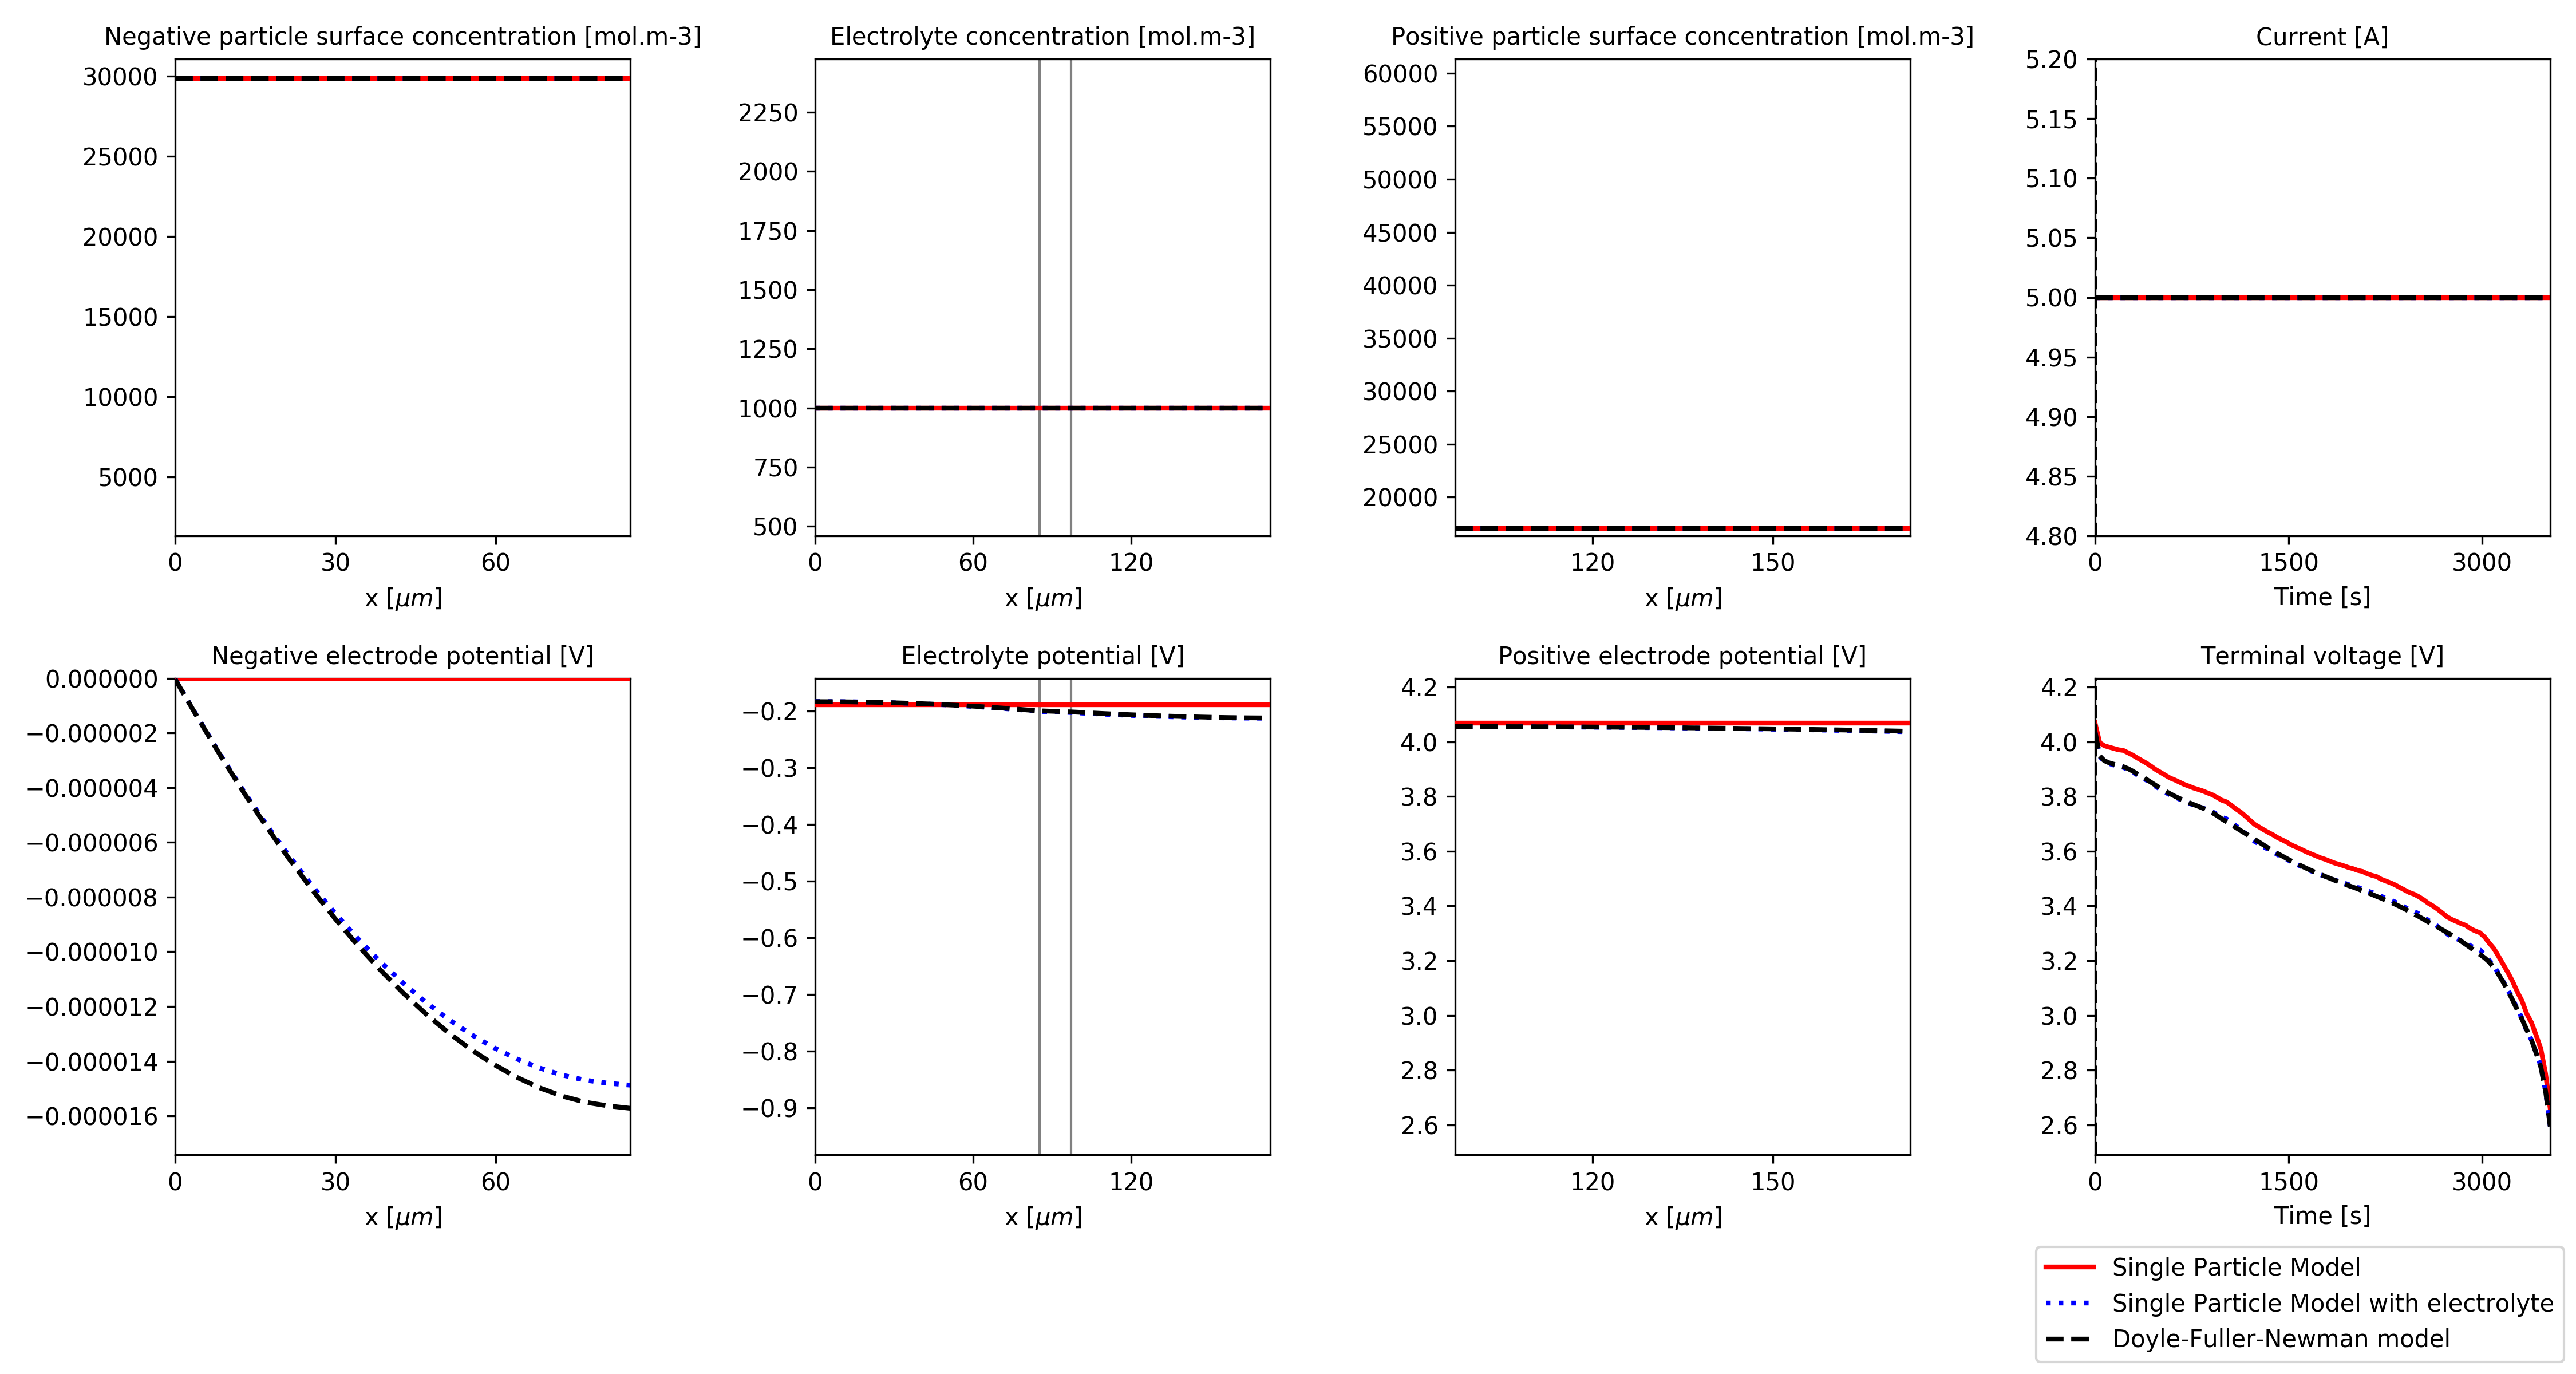 Negative particle surface concentration [mol.m-3]
30000
25000
20000
15000
10000
5000
0 30 60
x [μm]
Electrolyte concentration [mol.m-3]
2250
2000
1750
1500
1250
1000
750
500
0 60 120
x [μm]
Positive particle surface concentration [mol.m-3]
60000
55000
50000
45000
40000
35000
30000
25000
20000
120 150
x [μm]
Current [A]
5.20
5.15
5.10
5.05
5.00
4.95
4.90
4.85
4.80
0 1500 3000
Time [s]
Negative electrode potential [V]
0.000000
−0.000002
−0.000004
−0.000006
−0.000008
−0.000010
−0.000012
−0.000014
−0.000016
0 30 60
x [μm]
Electrolyte potential [V]
−0.2
−0.3
−0.4
−0.5
−0.6
−0.7
−0.8
−0.9
0 60 120
x [μm]
Positive electrode potential [V]
4.2
4.0
3.8
3.6
3.4
3.2
3.0
2.8
2.6
120 150
x [μm]
Terminal voltage [V]
4.2
4.0
3.8
3.6
3.4
3.2
3.0
2.8
2.6
0 1500 3000
Time [s]
Single Particle Model
Single Particle Model with electrolyte
Doyle-Fuller-Newman model